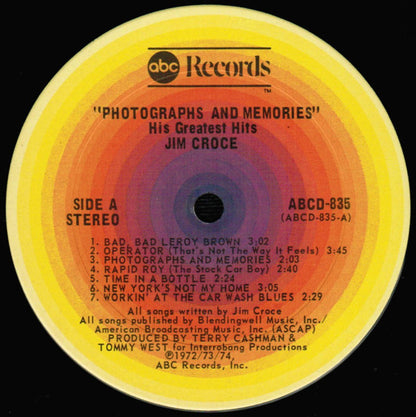 abc Records
TM
"PHOTOGRAPHS AND MEMORIES"
His Greatest Hits
JIM CROCE
SIDE A
STEREO
ABCD-835
(ABCD-835-A)
1. BAD, BAD LEROY BROWN 3:02
2. OPERATOR (That's Not The Way It Feels) 3:45
3. PHOTOGRAPHS AND MEMORIES 2:03
4. RAPID ROY (The Stock Car Boy) 2:40
5. TIME IN A BOTTLE 2:24
6. NEW YORK'S NOT MY HOME 3:05
7. WORKIN' AT THE CAR WASH BLUES 2:29
All songs written by Jim Croce
All songs published by Blendingwell Music, Inc./
American Broadcasting Music, Inc. (ASCAP)
PRODUCED BY TERRY CASHMAN &
TOMMY WEST for Interrobang Productions
℗1972/73/74,
ABC Records, Inc.